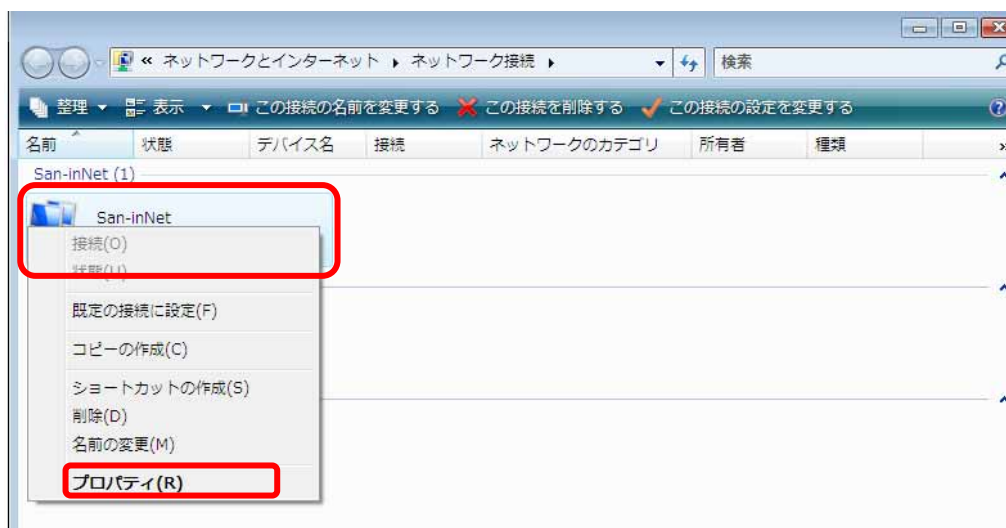 « ネットワークとインターネット ▸ ネットワーク接続 ▸ 検索
整理 表示 この接続の名前を変更する この接続を削除する この接続の設定を変更する
名前 状態 デバイス名 接続 ネットワークのカテゴリ 所有者 種類 »
San-inNet (1)
San-inNet
接続(O)
状態(U)
既定の接続に設定(F)
コピーの作成(C)
ショートカットの作成(S)
削除(D)
名前の変更(M)
プロパティ(R)